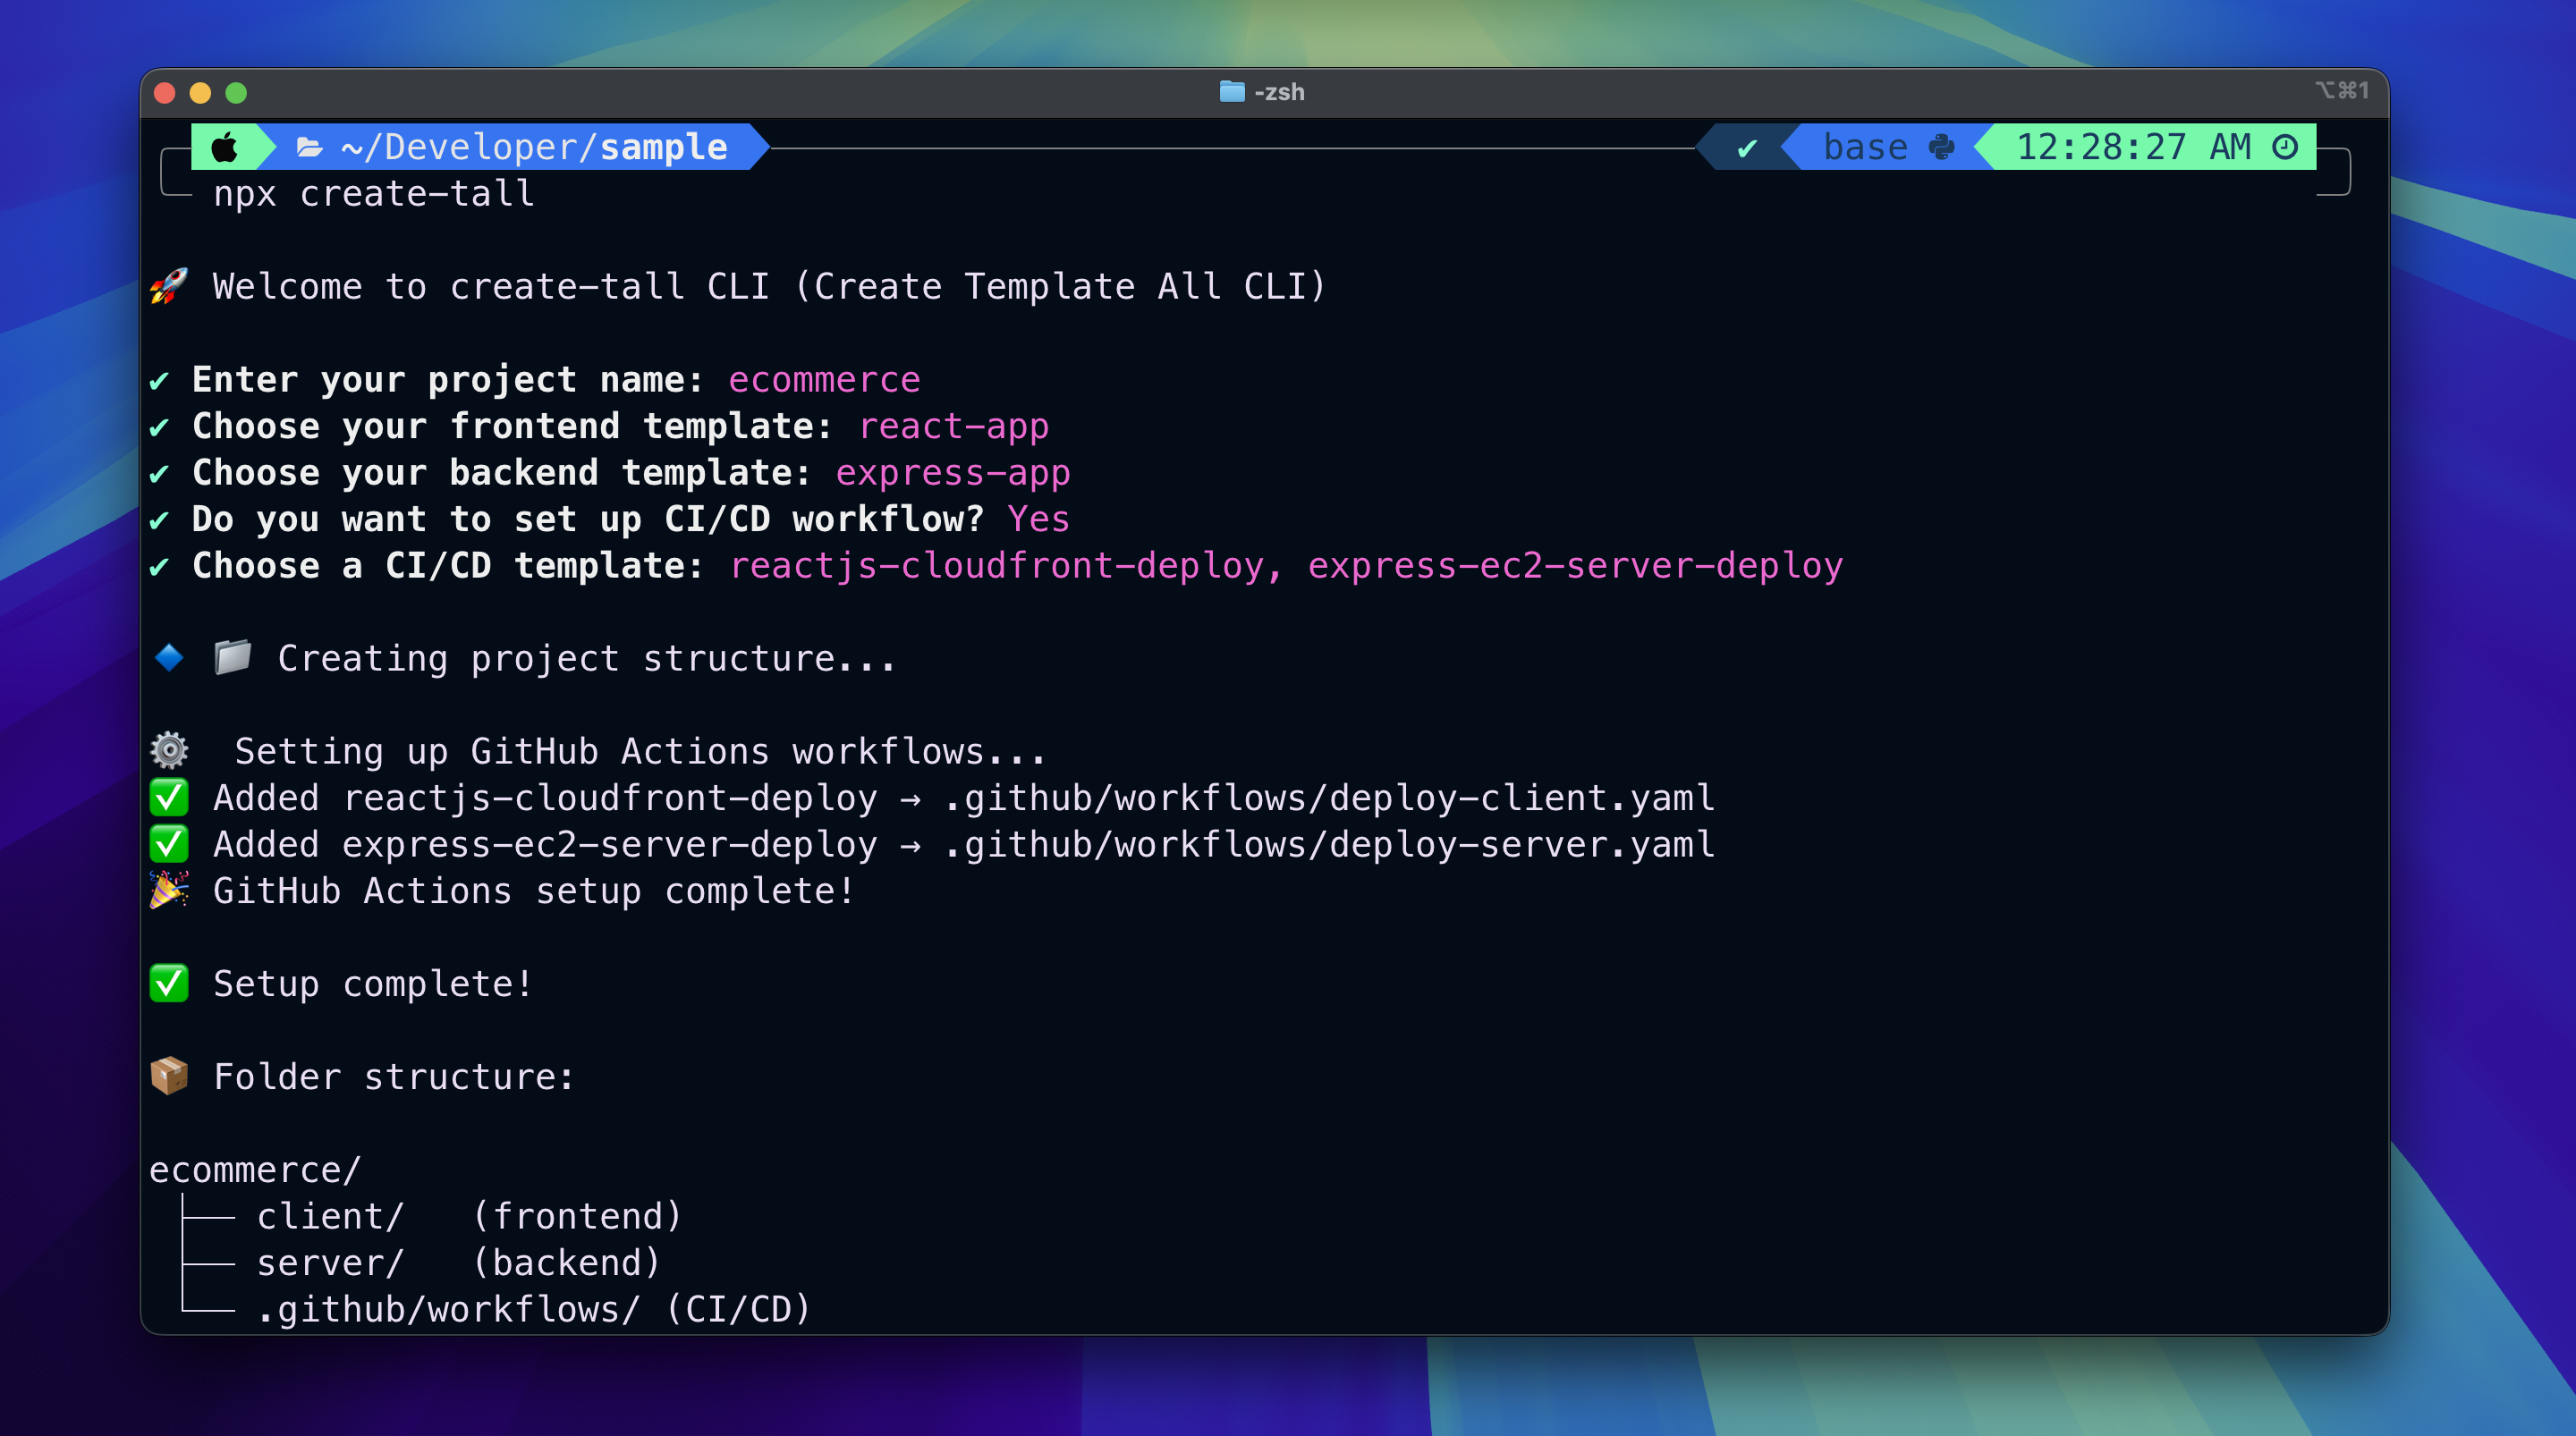 -zsh ⌥⌘1
~/Developer/sample ✔ base 12:28:27 AM
npx create-tall
🚀 Welcome to create-tall CLI (Create Template All CLI)
✔ Enter your project name: ecommerce
✔ Choose your frontend template: react-app
✔ Choose your backend template: express-app
✔ Do you want to set up CI/CD workflow? Yes
✔ Choose a CI/CD template: reactjs-cloudfront-deploy, express-ec2-server-deploy
🔹 📁 Creating project structure...
⚙️ Setting up GitHub Actions workflows...
✅ Added reactjs-cloudfront-deploy → .github/workflows/deploy-client.yaml
✅ Added express-ec2-server-deploy → .github/workflows/deploy-server.yaml
🎉 GitHub Actions setup complete!
✅ Setup complete!
📦 Folder structure:
ecommerce/
├── client/ (frontend)
├── server/ (backend)
└── .github/workflows/ (CI/CD)